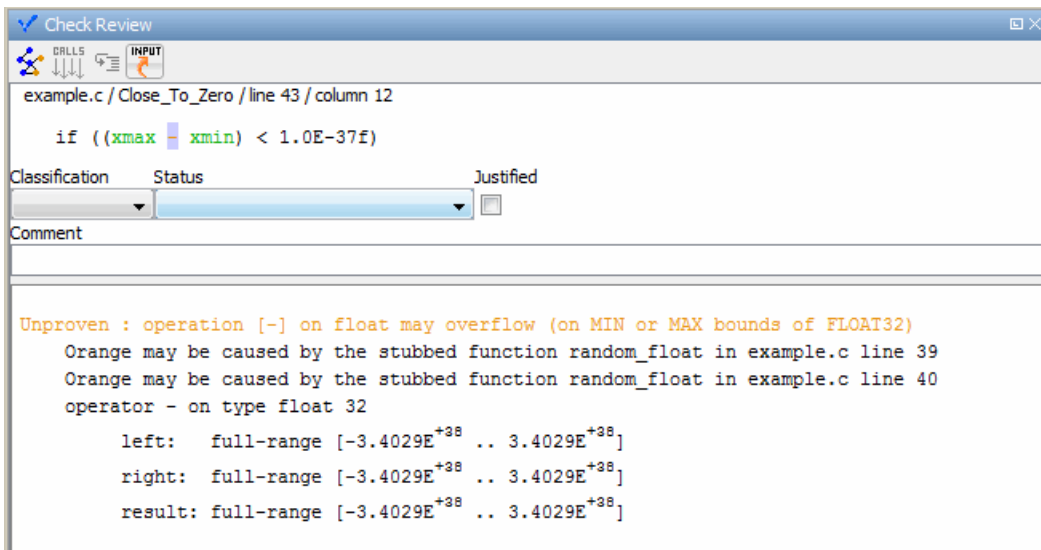 Check Review
CALLS INPUT
example.c / Close_To_Zero / line 43 / column 12
if ((xmax - xmin) < 1.0E-37f)
Classification Status Justified
Comment
Unproven : operation [-] on float may overflow (on MIN or MAX bounds of FLOAT32)
Orange may be caused by the stubbed function random_float in example.c line 39
Orange may be caused by the stubbed function random_float in example.c line 40
operator - on type float 32
left: full-range [-3.4029E+38 .. 3.4029E+38]
right: full-range [-3.4029E+38 .. 3.4029E+38]
result: full-range [-3.4029E+38 .. 3.4029E+38]